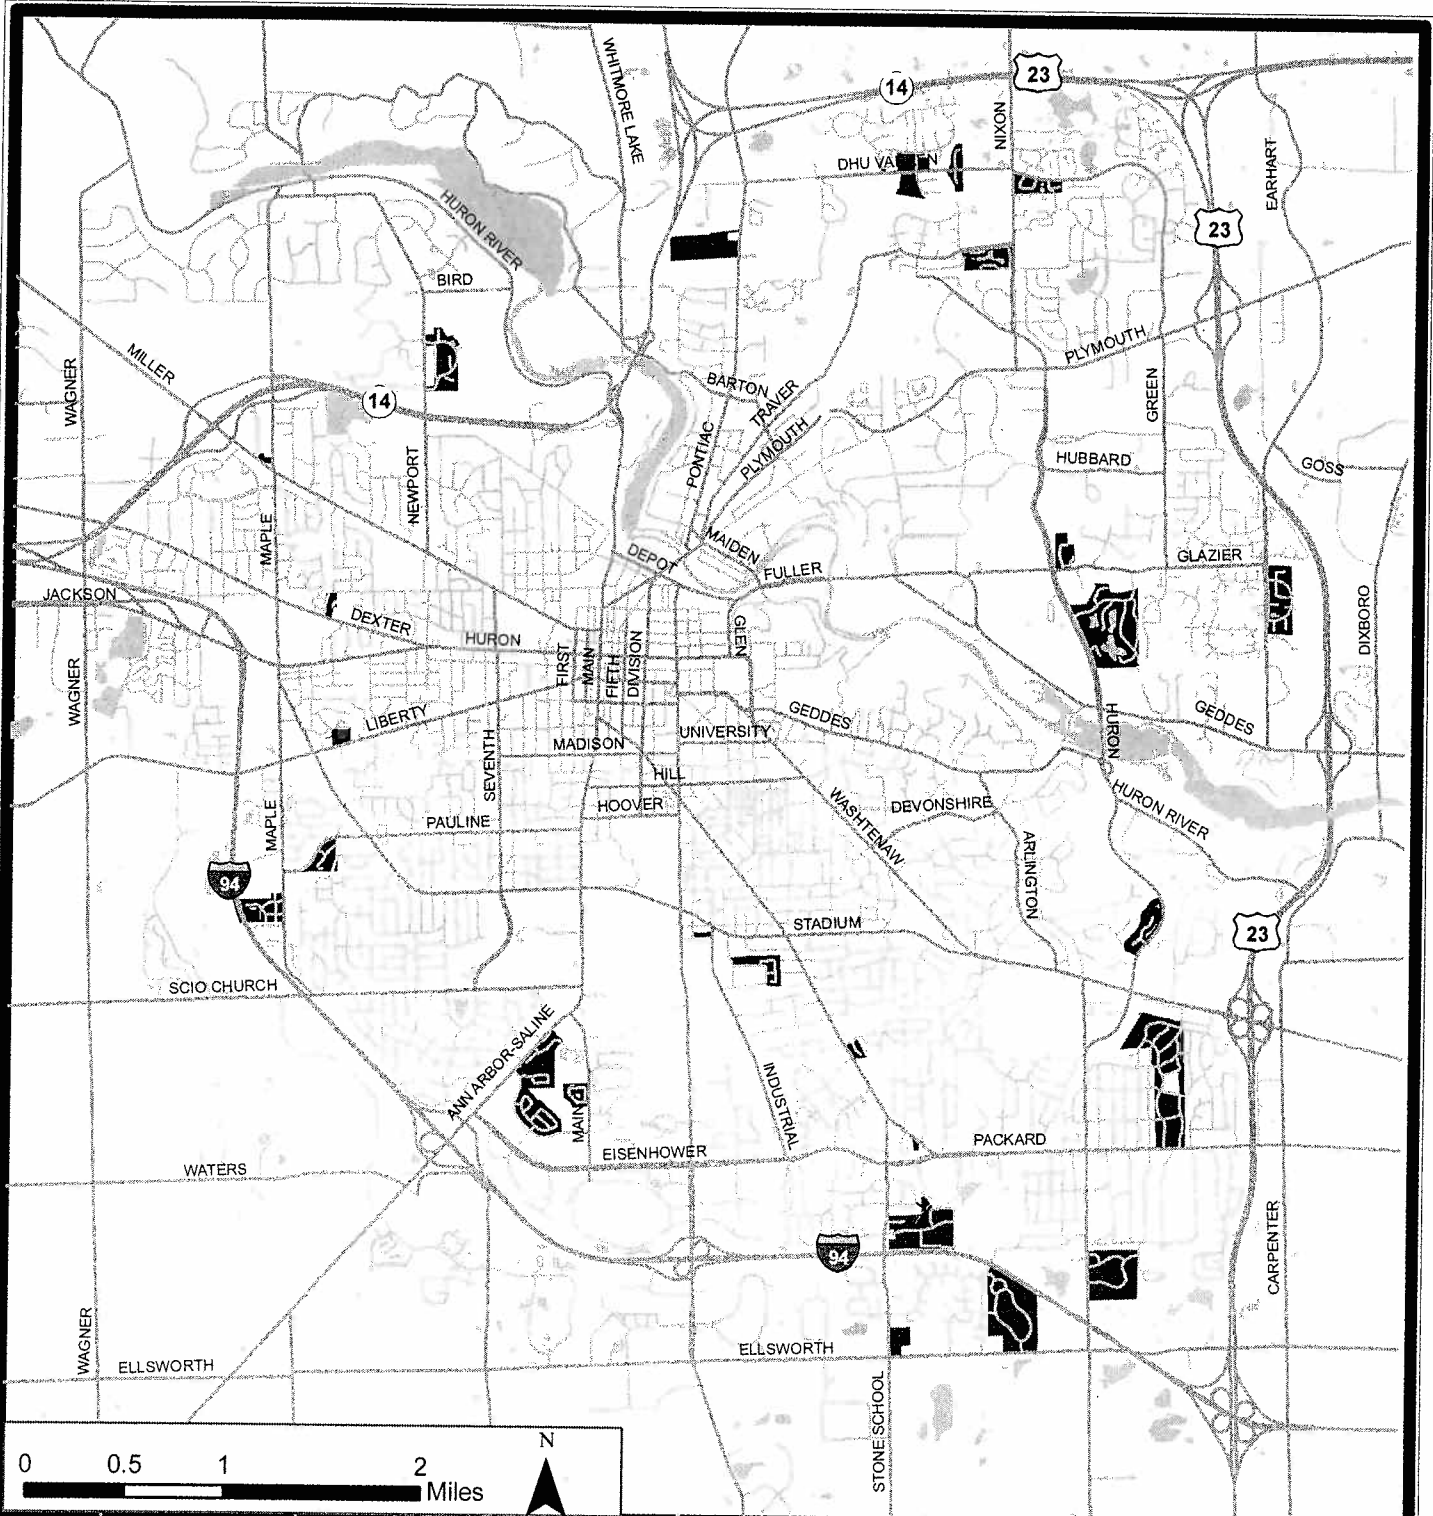 WHITMORE LAKE
14
23
NIXON
EARHART
DHU VA N
23
HURON RIVER
BIRD
MILLER
WAGNER
14
BARTON
TRAVER
PLYMOUTH
PLYMOUTH
GREEN
PONTIAC
HUBBARD
GOSS
NEWPORT
MAPLE
DEPOT
MAIDEN
FULLER
GLAZIER
JACKSON
DEXTER
HURON
FIRST
MAIN
FIFTH
DIVISION
GLEN
DIXBORO
WAGNER
LIBERTY
SEVENTH
MADISON
UNIVERSITY
GEDDES
HURON
GEDDES
HILL
HOOVER
MAPLE
PAULINE
WASHTENAW
DEVONSHIRE
HURON RIVER
ARLINGTON
94
STADIUM
23
SCIO CHURCH
ANN ARBOR-SALINE
MAIN
INDUSTRIAL
PACKARD
EISENHOWER
WATERS
94
CARPENTER
WAGNER
ELLSWORTH
ELLSWORTH
STONE SCHOOL
0 0.5 1 2
Miles
N